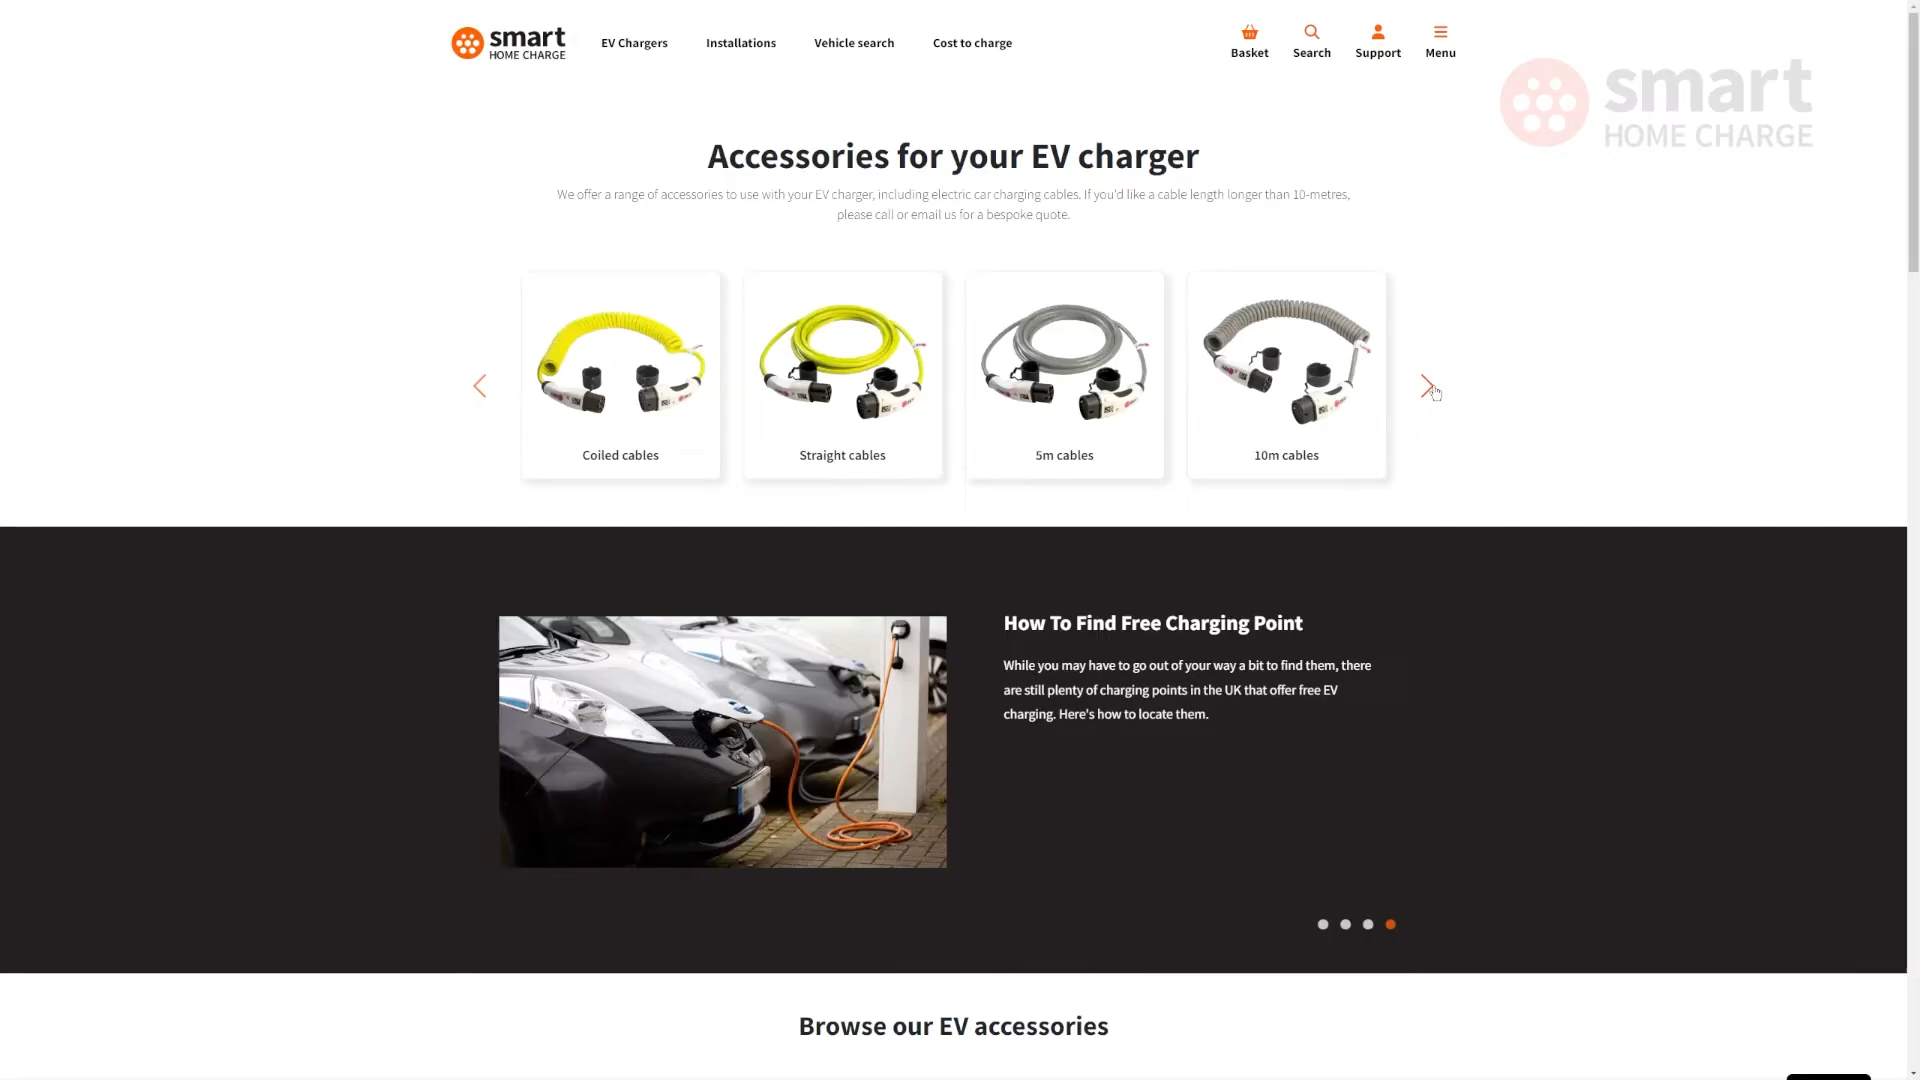 smart
HOME CHARGE
EV Chargers
Installations
Vehicle search
Cost to charge
Basket
Search
Support
Menu
smart
HOME CHARGE
Accessories for your EV charger
We offer a range of accessories to use with your EV charger, including electric car charging cables. If you'd like a cable length longer than 10-metres,
please call or email us for a bespoke quote.
Coiled cables
Straight cables
5m cables
10m cables
How To Find Free Charging Point
While you may have to go out of your way a bit to find them, there
are still plenty of charging points in the UK that offer free EV
charging. Here's how to locate them.
Browse our EV accessories